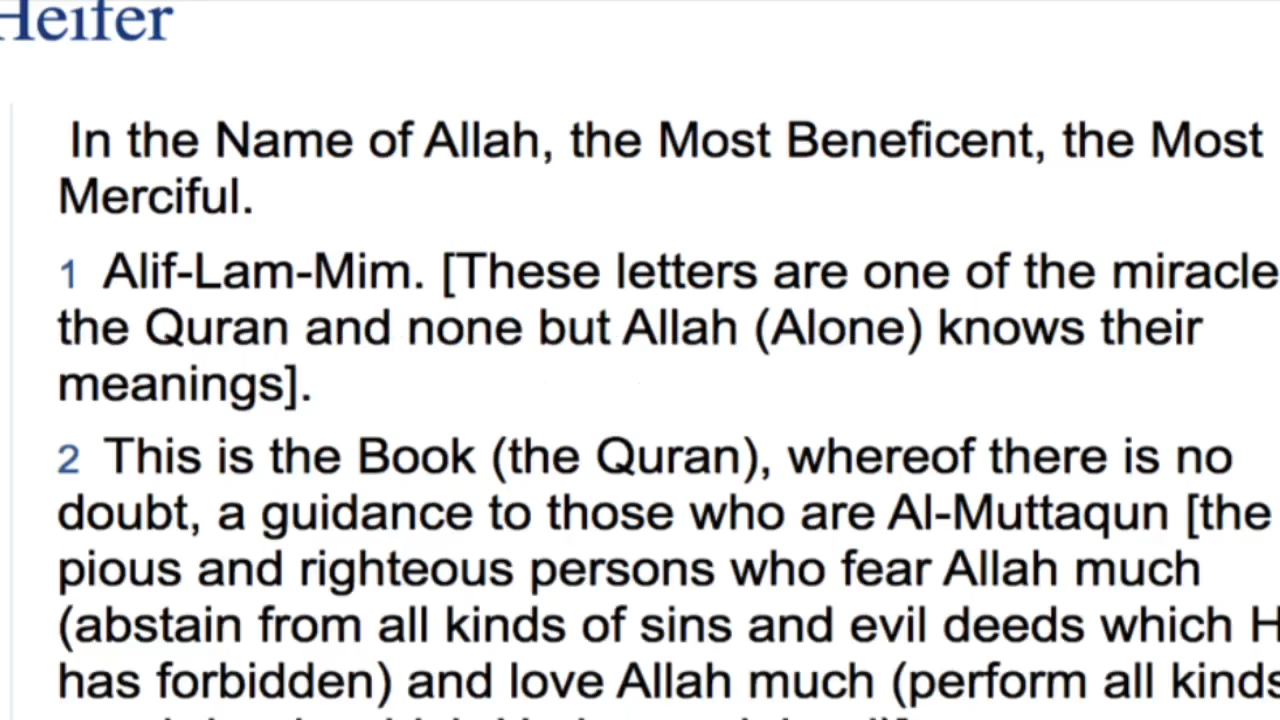 Heifer
In the Name of Allah, the Most Beneficent, the Most
Merciful.
1 Alif-Lam-Mim. [These letters are one of the miracle
the Quran and none but Allah (Alone) knows their
meanings].
2 This is the Book (the Quran), whereof there is no
doubt, a guidance to those who are Al-Muttaqun [the
pious and righteous persons who fear Allah much
(abstain from all kinds of sins and evil deeds which H
has forbidden) and love Allah much (perform all kinds